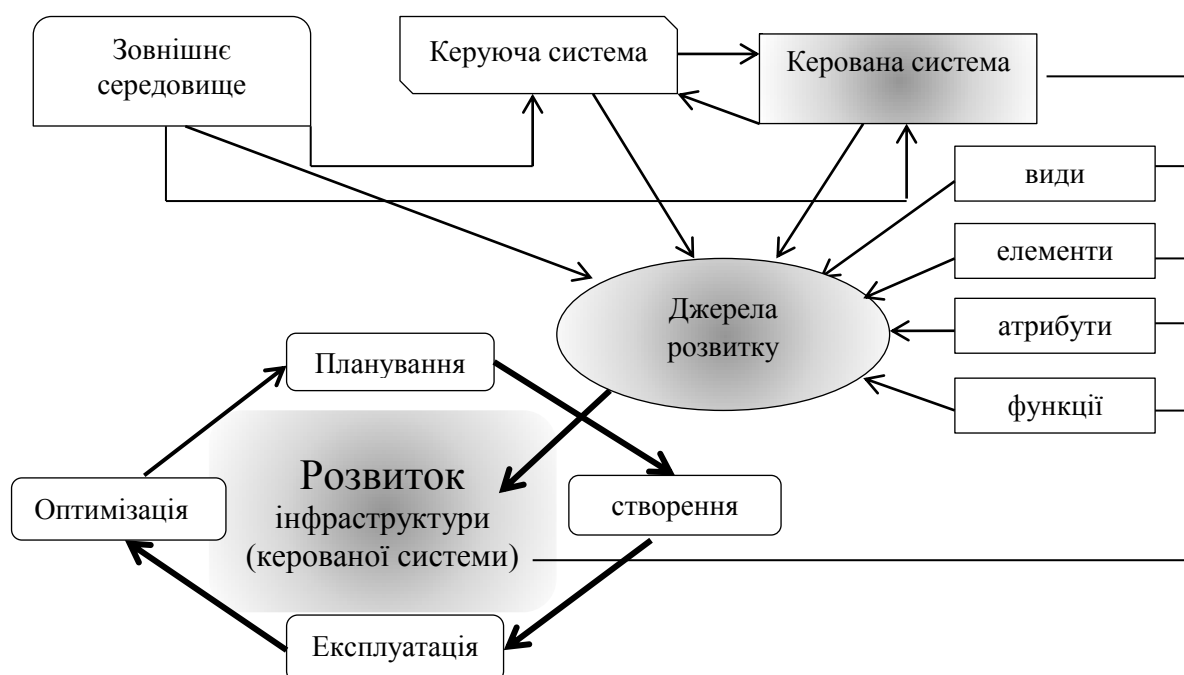 Зовнішнє
середовище
Керуюча система
Керована система
види
елементи
атрибути
функції
Джерела
розвитку
Планування
Оптимізація
Розвиток
інфраструктури
(керованої системи)
створення
Експлуатація